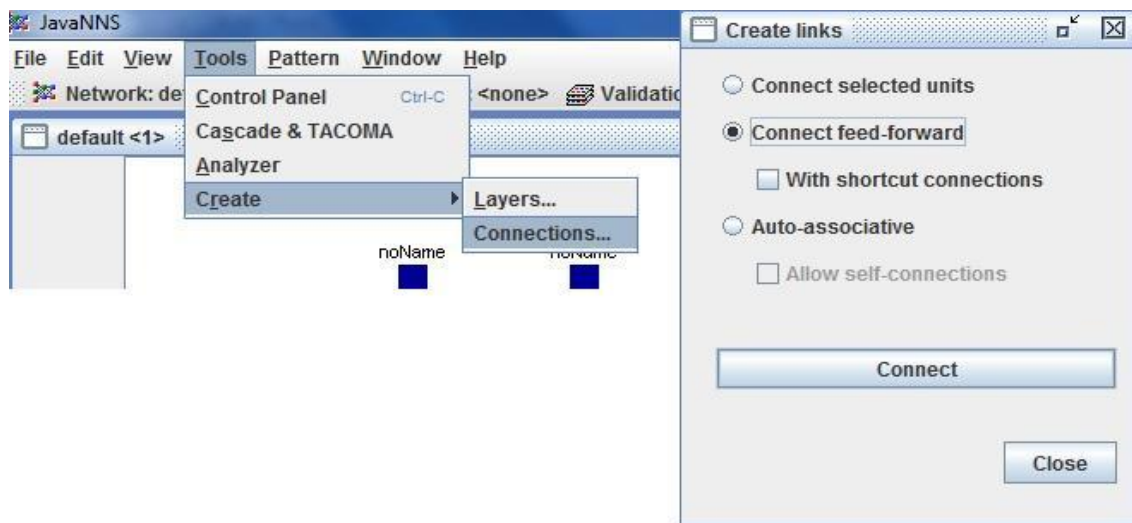 JavaNNS
File Edit View Tools Pattern Window Help
Network: de <none> Validatio
default <1>
Control Panel Ctrl-C
Cascade & TACOMA
Analyzer
Create
Layers...
Connections...
noName noName
Create links
Connect selected units
Connect feed-forward
With shortcut connections
Auto-associative
Allow self-connections
Connect
Close